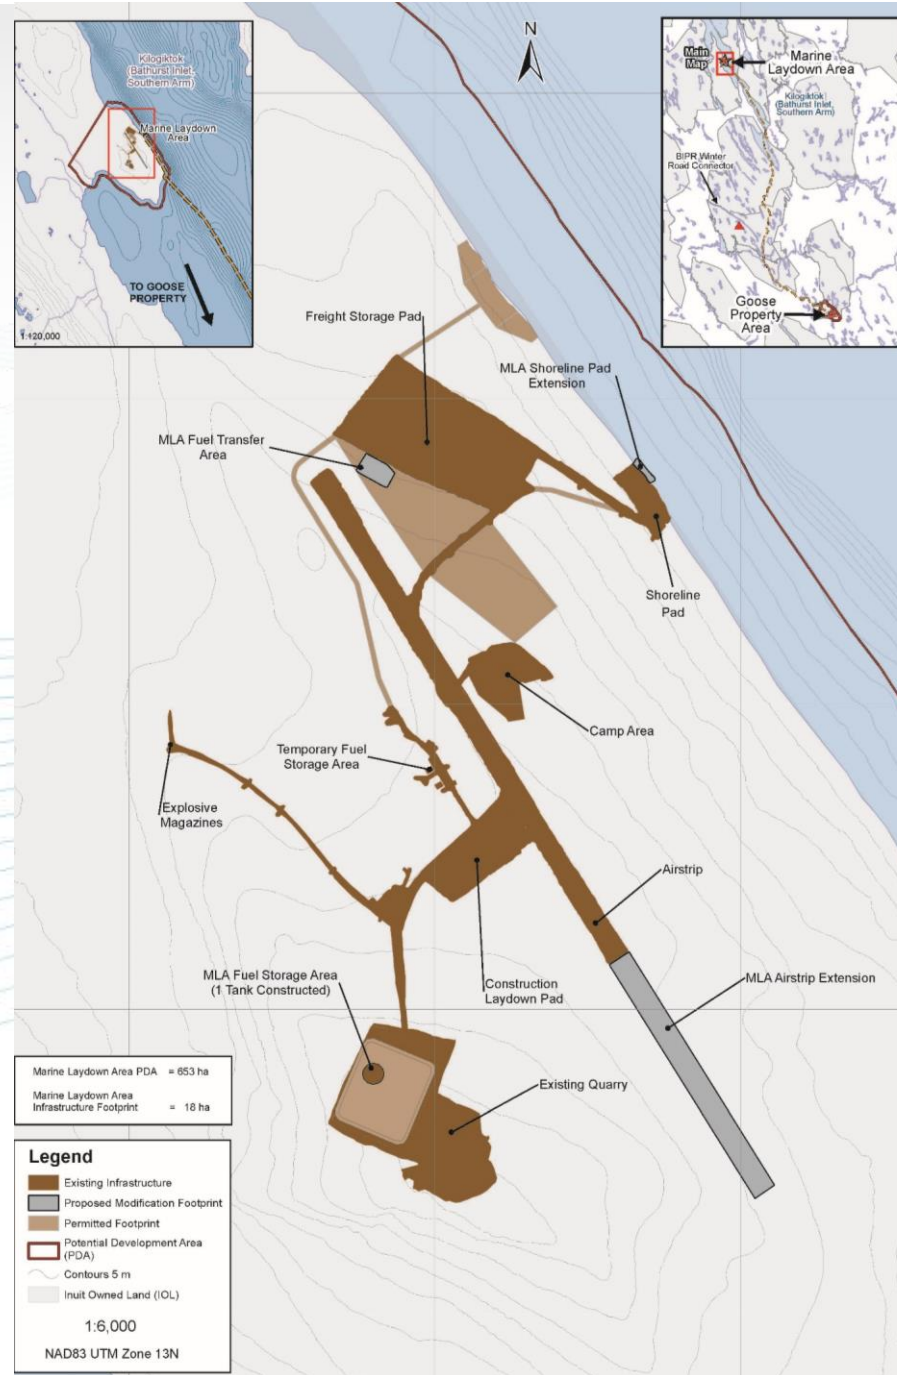 Kilogiktok
(Bathurst Inlet,
Southern Arm)
Marine Laydown
Area
TO GOOSE
PROPERTY
1:120,000
N
Main
Map
Marine
Laydown Area
Kilogiktok
(Bathurst Inlet,
Southern Arm)
BIPR Winter
Road Connector
Goose
Property
Area
Freight Storage Pad
MLA Shoreline Pad
Extension
MLA Fuel Transfer
Area
Shoreline
Pad
Camp Area
Temporary Fuel
Storage Area
Explosive
Magazines
Airstrip
MLA Fuel Storage Area
(1 Tank Constructed)
Construction
Laydown Pad
MLA Airstrip Extension
Existing Quarry
Marine Laydown Area PDA = 653 ha
Marine Laydown Area
Infrastructure Footprint = 18 ha
Legend
Existing Infrastructure
Proposed Modification Footprint
Permitted Footprint
Potential Development Area
(PDA)
Contours 5 m
Inuit Owned Land (IOL)
1:6,000
NAD83 UTM Zone 13N